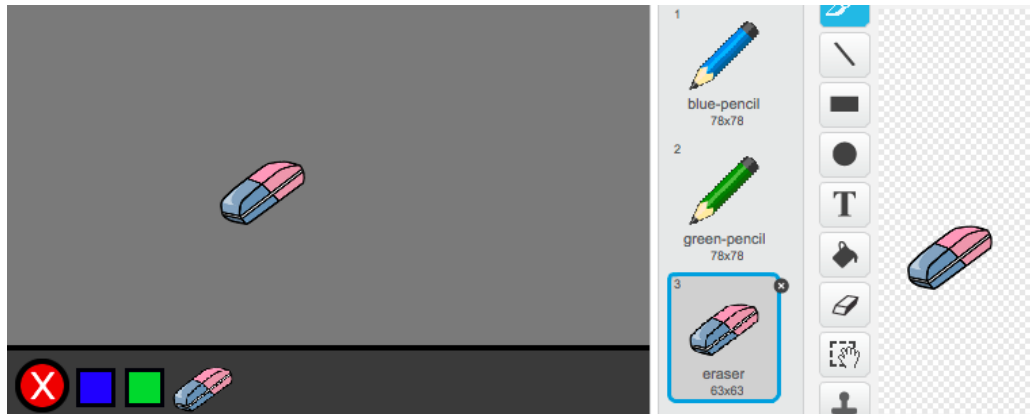 X
1
blue-pencil
78x78
2
green-pencil
78x78
3
eraser
63x63
T